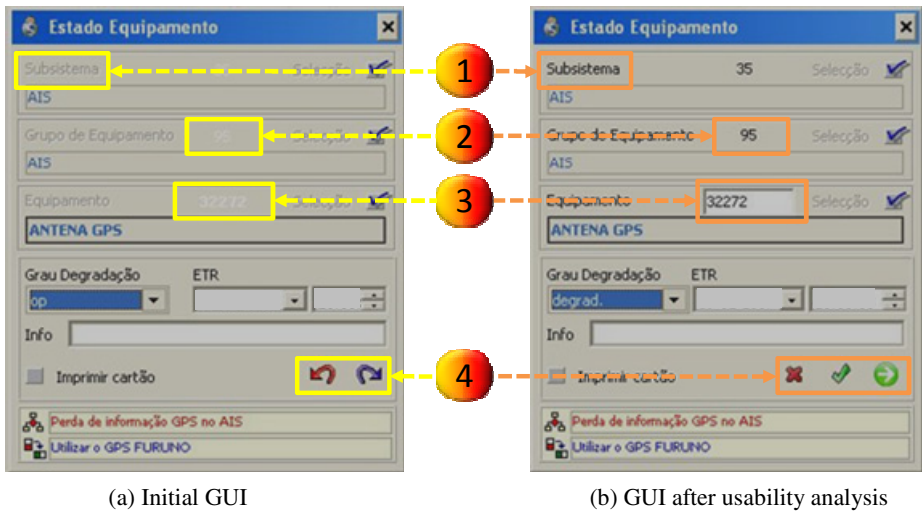 Estado Equipamento
Estado Equipamento
Subsistema 35 Selecção
1
Subsistema 35 Selecção
AIS
AIS
Grupo de Equipamento 95 Selecção
2
Grupo de Equipamento 95 Selecção
AIS
AIS
Equipamento 32272 Selecção
3
Equipamento 32272 Selecção
ANTENA GPS
ANTENA GPS
Grau Degradação ETR
Grau Degradação ETR
op
degrad.
Info
Info
Imprimir cartão
4
Imprimir cartão
Perda de informação GPS no AIS
Perda de informação GPS no AIS
Utilizar o GPS FURUNO
Utilizar o GPS FURUNO
(a) Initial GUI
(b) GUI after usability analysis